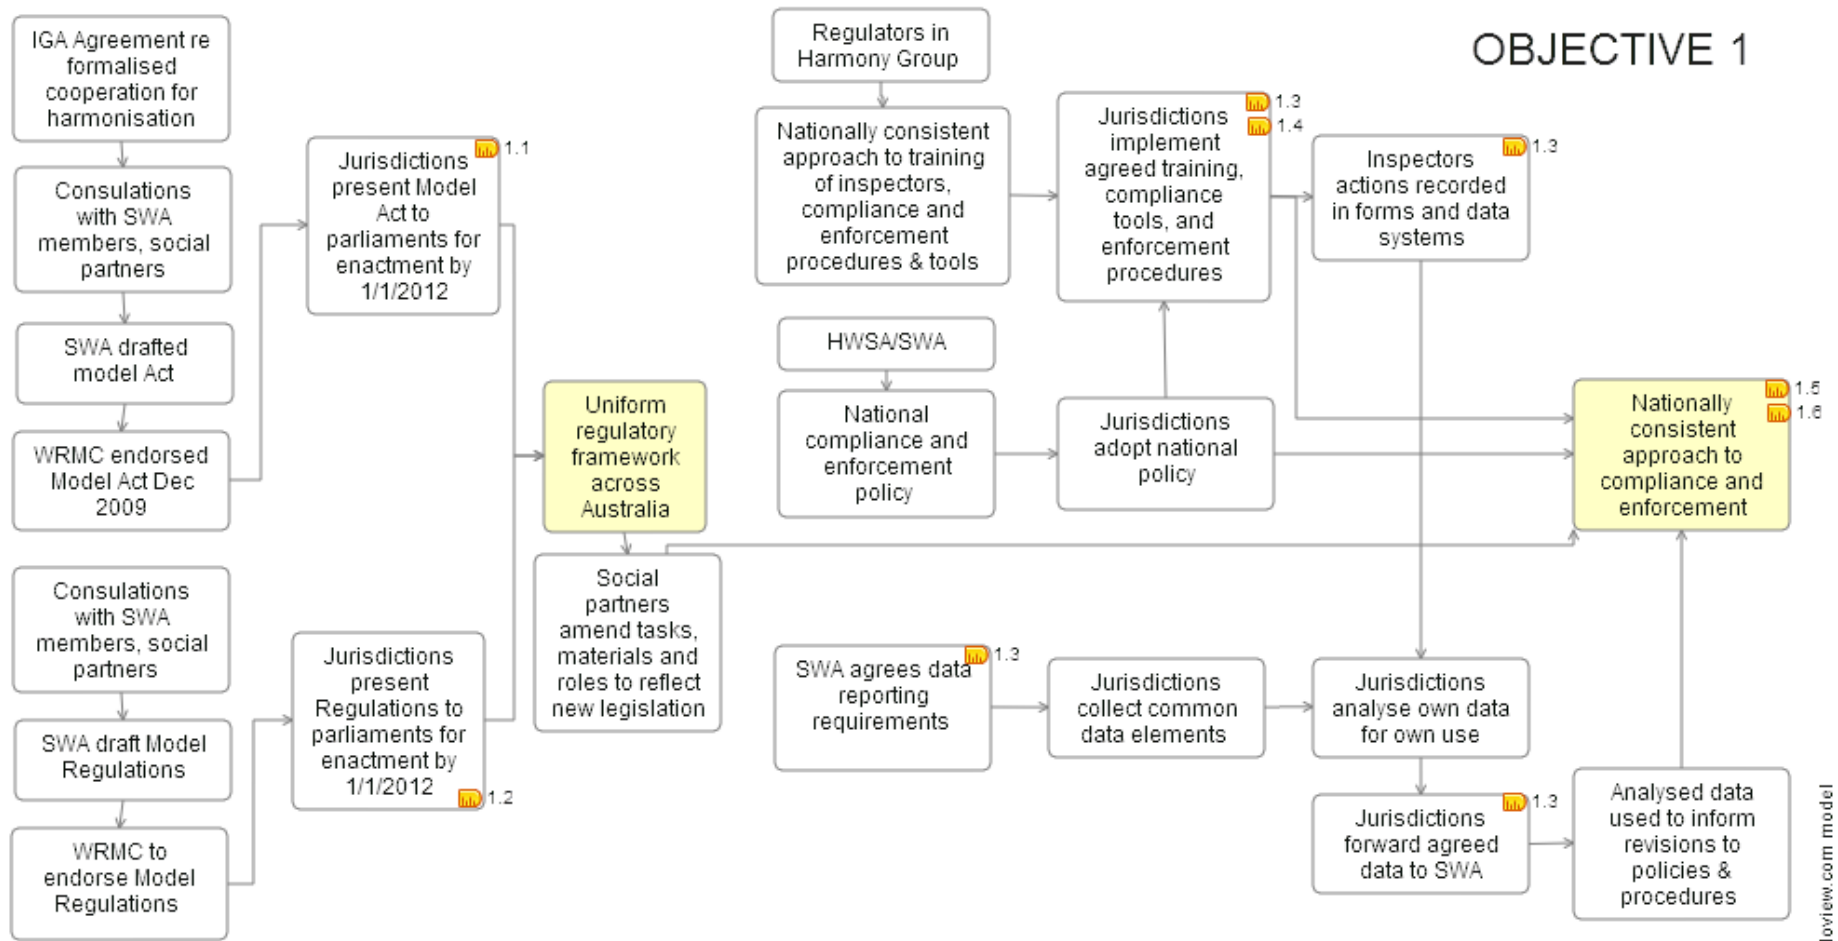 OBJECTIVE 1
IGA Agreement re
formalised
cooperation for
harmonisation
Consulations
with SWA
members, social
partners
SWA drafted
model Act
WRMC endorsed
Model Act Dec
2009
Jurisdictions
present Model
Act to
parliaments for
enactment by
1/1/2012
1.1
Consulations
with SWA
members, social
partners
SWA draft Model
Regulations
WRMC to
endorse Model
Regulations
Jurisdictions
present
Regulations to
parliaments for
enactment by
1/1/2012
1.2
Uniform
regulatory
framework
across
Australia
Social
partners
amend tasks,
materials and
roles to reflect
new legislation
Regulators in
Harmony Group
Nationally consistent
approach to training
of inspectors,
compliance and
enforcement
procedures & tools
Jurisdictions
implement
agreed training,
compliance
tools, and
enforcement
procedures
1.3
1.4
Inspectors
actions recorded
in forms and data
systems
1.3
HWSA/SWA
National
compliance and
enforcement
policy
Jurisdictions
adopt national
policy
Nationally
consistent
approach to
compliance and
enforcement
1.5
1.6
SWA agrees data
reporting
requirements
1.3
Jurisdictions
collect common
data elements
Jurisdictions
analyse own data
for own use
Jurisdictions
forward agreed
data to SWA
1.3
Analysed data
used to inform
revisions to
policies &
procedures
loview.com model